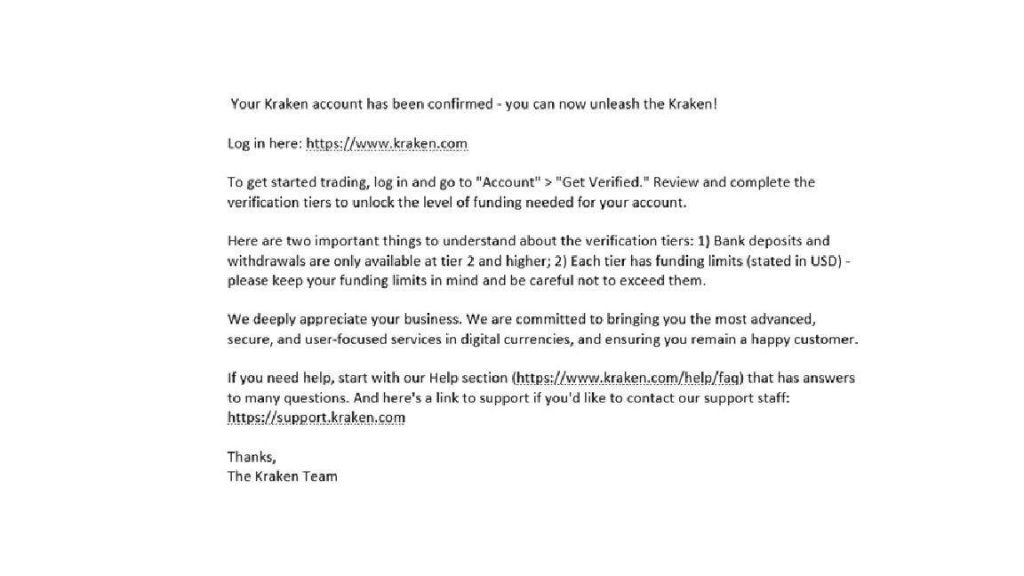 Your Kraken account has been confirmed - you can now unleash the Kraken!
Log in here: https://www.kraken.com
To get started trading, log in and go to "Account" > "Get Verified." Review and complete the
verification tiers to unlock the level of funding needed for your account.
Here are two important things to understand about the verification tiers: 1) Bank deposits and
withdrawals are only available at tier 2 and higher; 2) Each tier has funding limits (stated in USD) -
please keep your funding limits in mind and be careful not to exceed them.
We deeply appreciate your business. We are committed to bringing you the most advanced,
secure, and user-focused services in digital currencies, and ensuring you remain a happy customer.
If you need help, start with our Help section (https://www.kraken.com/help/faq) that has answers
to many questions. And here's a link to support if you'd like to contact our support staff:
https://support.kraken.com
Thanks,
The Kraken Team